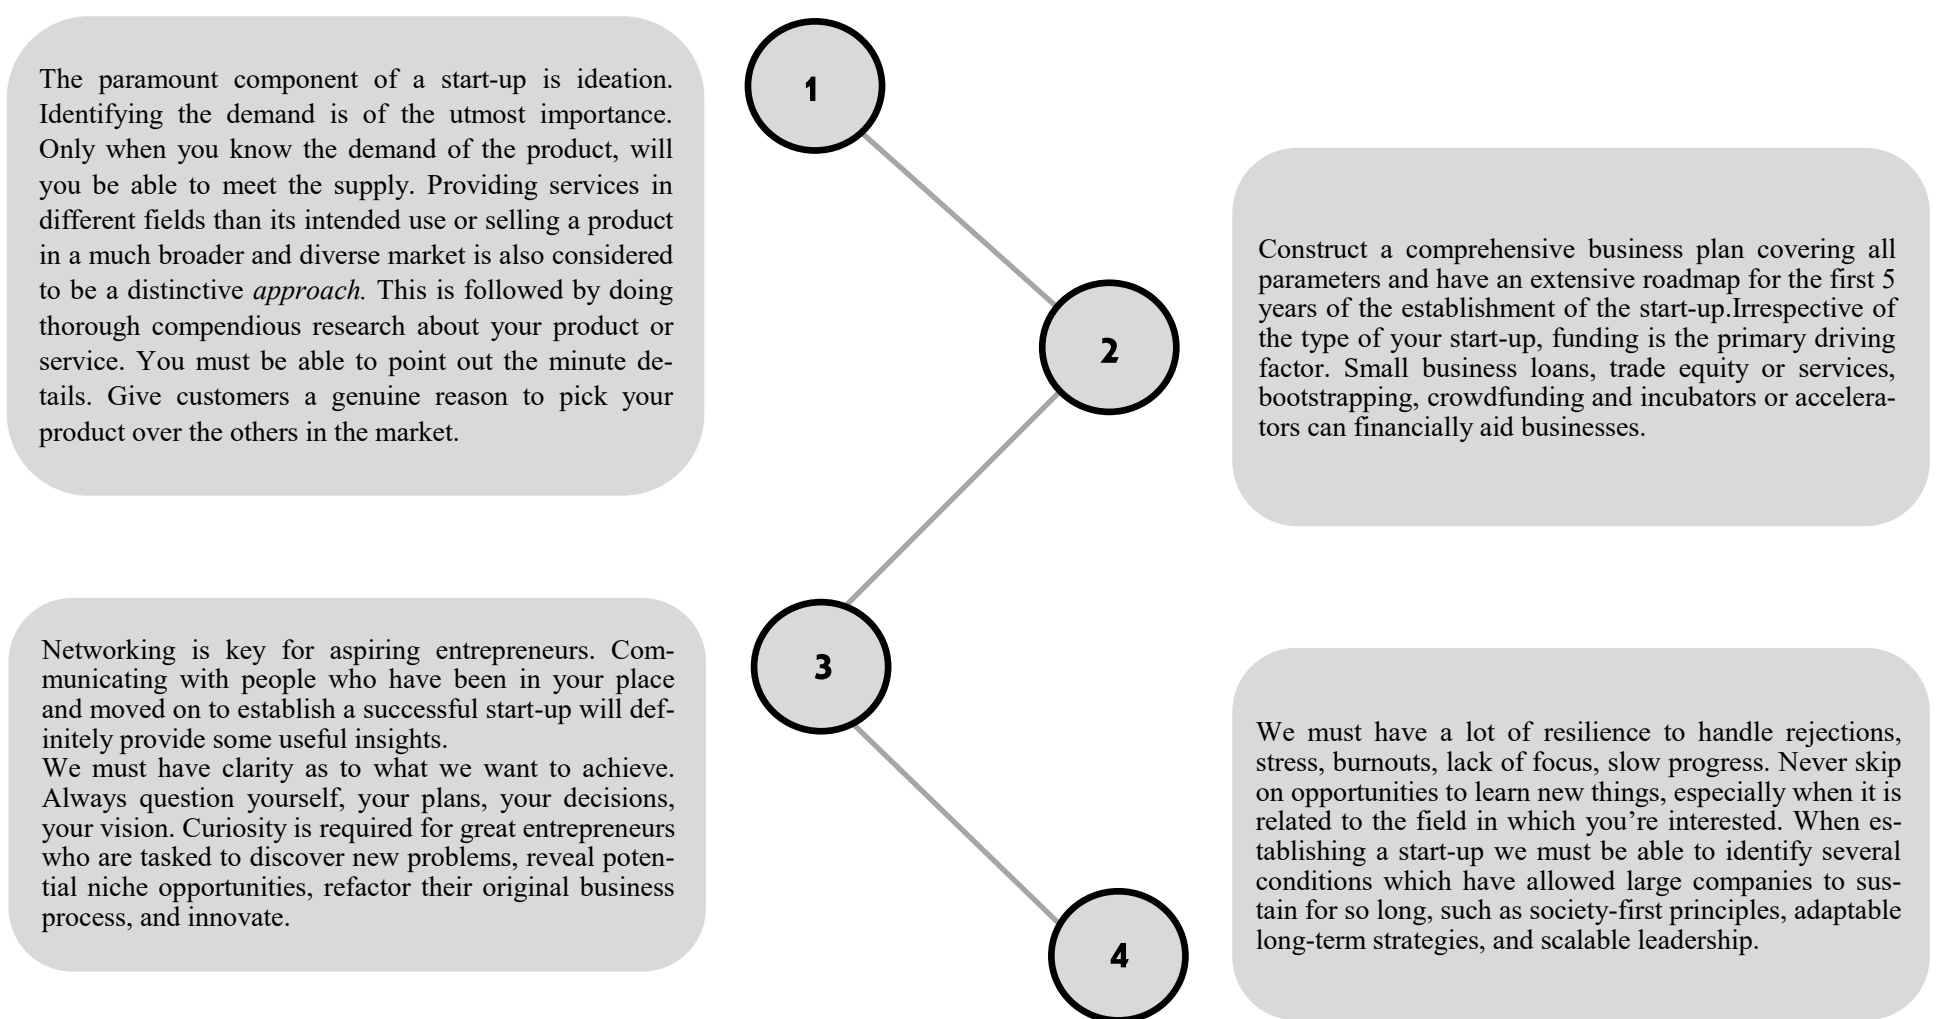 The paramount component of a start-up is ideation.
Identifying the demand is of the utmost importance.
Only when you know the demand of the product, will
you be able to meet the supply. Providing services in
different fields than its intended use or selling a product
in a much broader and diverse market is also considered
to be a distinctive approach. This is followed by doing
thorough compendious research about your product or
service. You must be able to point out the minute de-
tails. Give customers a genuine reason to pick your
product over the others in the market.
1
2
Construct a comprehensive business plan covering all
parameters and have an extensive roadmap for the first 5
years of the establishment of the start-up.Irrespective of
the type of your start-up, funding is the primary driving
factor. Small business loans, trade equity or services,
bootstrapping, crowdfunding and incubators or accelera-
tors can financially aid businesses.
Networking is key for aspiring entrepreneurs. Com-
municating with people who have been in your place
and moved on to establish a successful start-up will def-
initely provide some useful insights.
We must have clarity as to what we want to achieve.
Always question yourself, your plans, your decisions,
your vision. Curiosity is required for great entrepreneurs
who are tasked to discover new problems, reveal poten-
tial niche opportunities, refactor their original business
process, and innovate.
3
4
We must have a lot of resilience to handle rejections,
stress, burnouts, lack of focus, slow progress. Never skip
on opportunities to learn new things, especially when it is
related to the field in which you’re interested. When es-
tablishing a start-up we must be able to identify several
conditions which have allowed large companies to sus-
tain for so long, such as society-first principles, adaptable
long-term strategies, and scalable leadership.